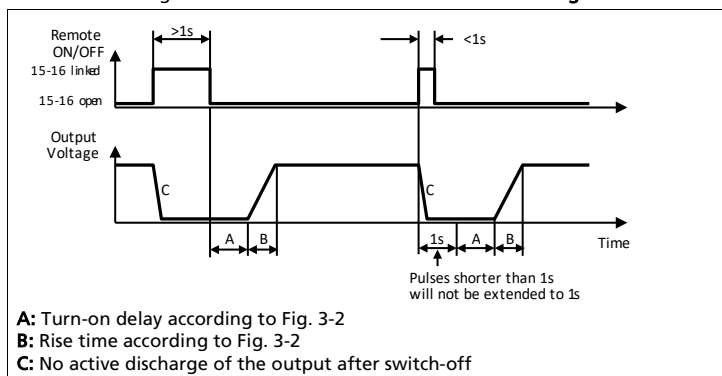 Remote
ON/OFF
15-16 linked
15-16 open
>1s
<1s
Output
Voltage
C
C
A
B
1s
A
B
Time
Pulses shorter than 1s
will not be extended to 1s
A: Turn-on delay according to Fig. 3-2
B: Rise time according to Fig. 3-2
C: No active discharge of the output after switch-off